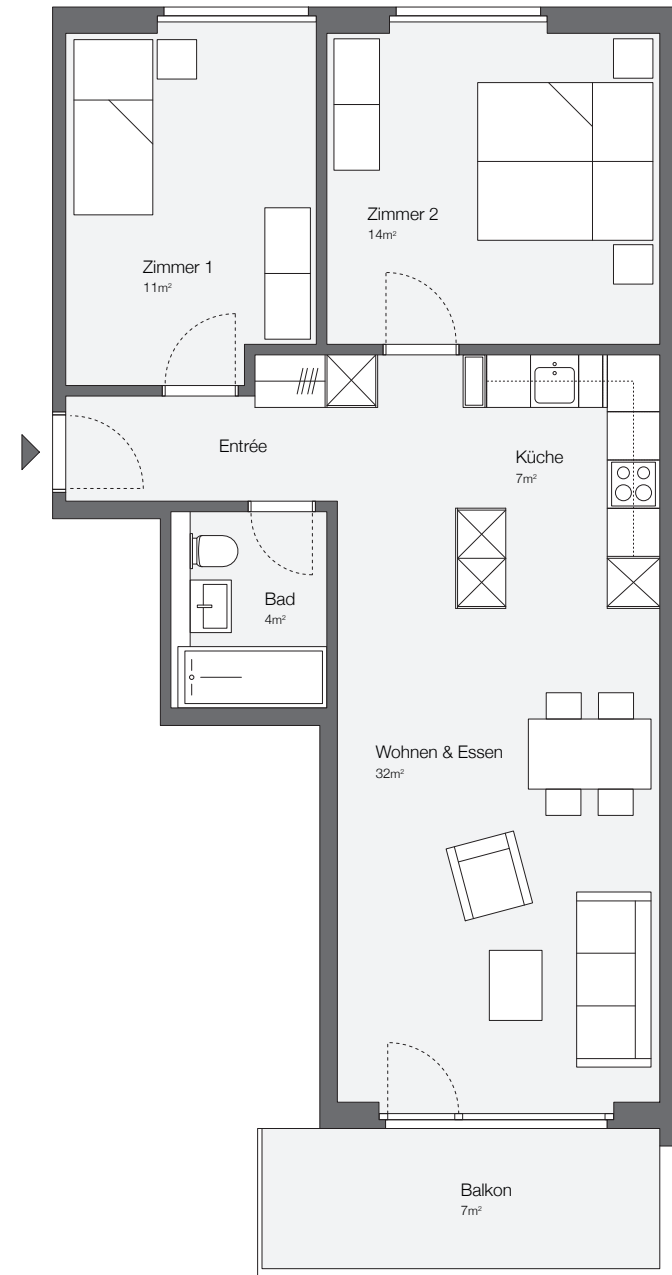 Zimmer 2
14m²
Zimmer 1
11m²
Entrée
Küche
7m²
Bad
4m²
Wohnen & Essen
32m²
Balkon
7m²